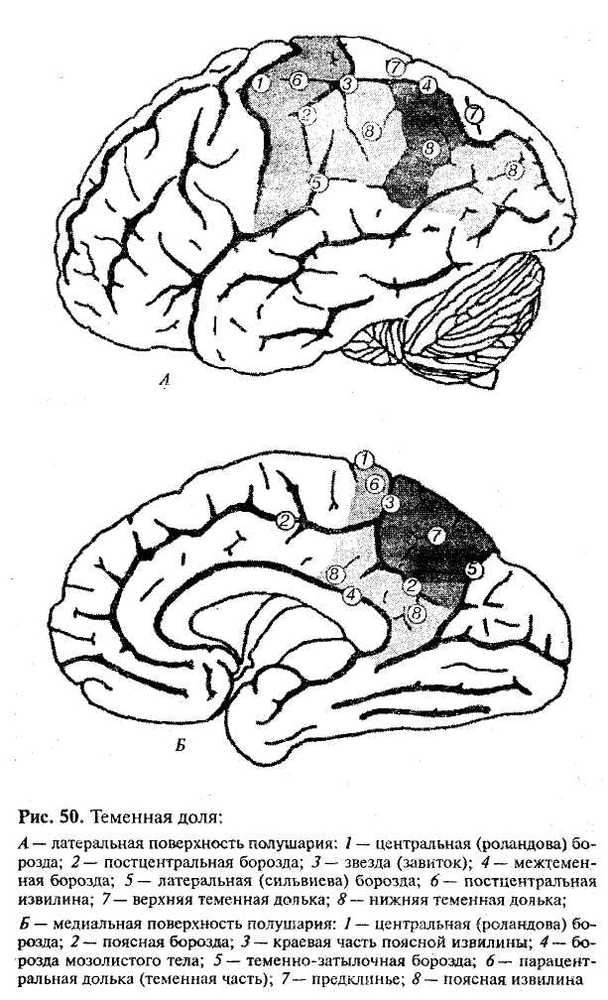 1
6
3
7
4
2
8
7
8
8
5
А
1
6
3
2
7
8
2
5
4
8
Б
Рис. 50. Теменная доля:
А — латеральная поверхность полушария: 1 — центральная (роландова) бо-
розда; 2 — постцентральная борозда; 3 — звезда (завиток); 4 — межтемен-
ная борозда; 5 — латеральная (сильвиева) борозда; 6 — постцентральная
извилина; 7 — верхняя теменная долька; 8 — нижняя теменная долька;
Б — медиальная поверхность полушария: 1 — центральная (роландова) бо-
розда; 2 — поясная борозда; 3 — краевая часть поясной извилины; 4 — бо-
розда мозолистого тела; 5 — теменно-затылочная борозда; 6 — парацент-
ральная долька (теменная часть); 7 — предклинье; 8 — поясная извилина